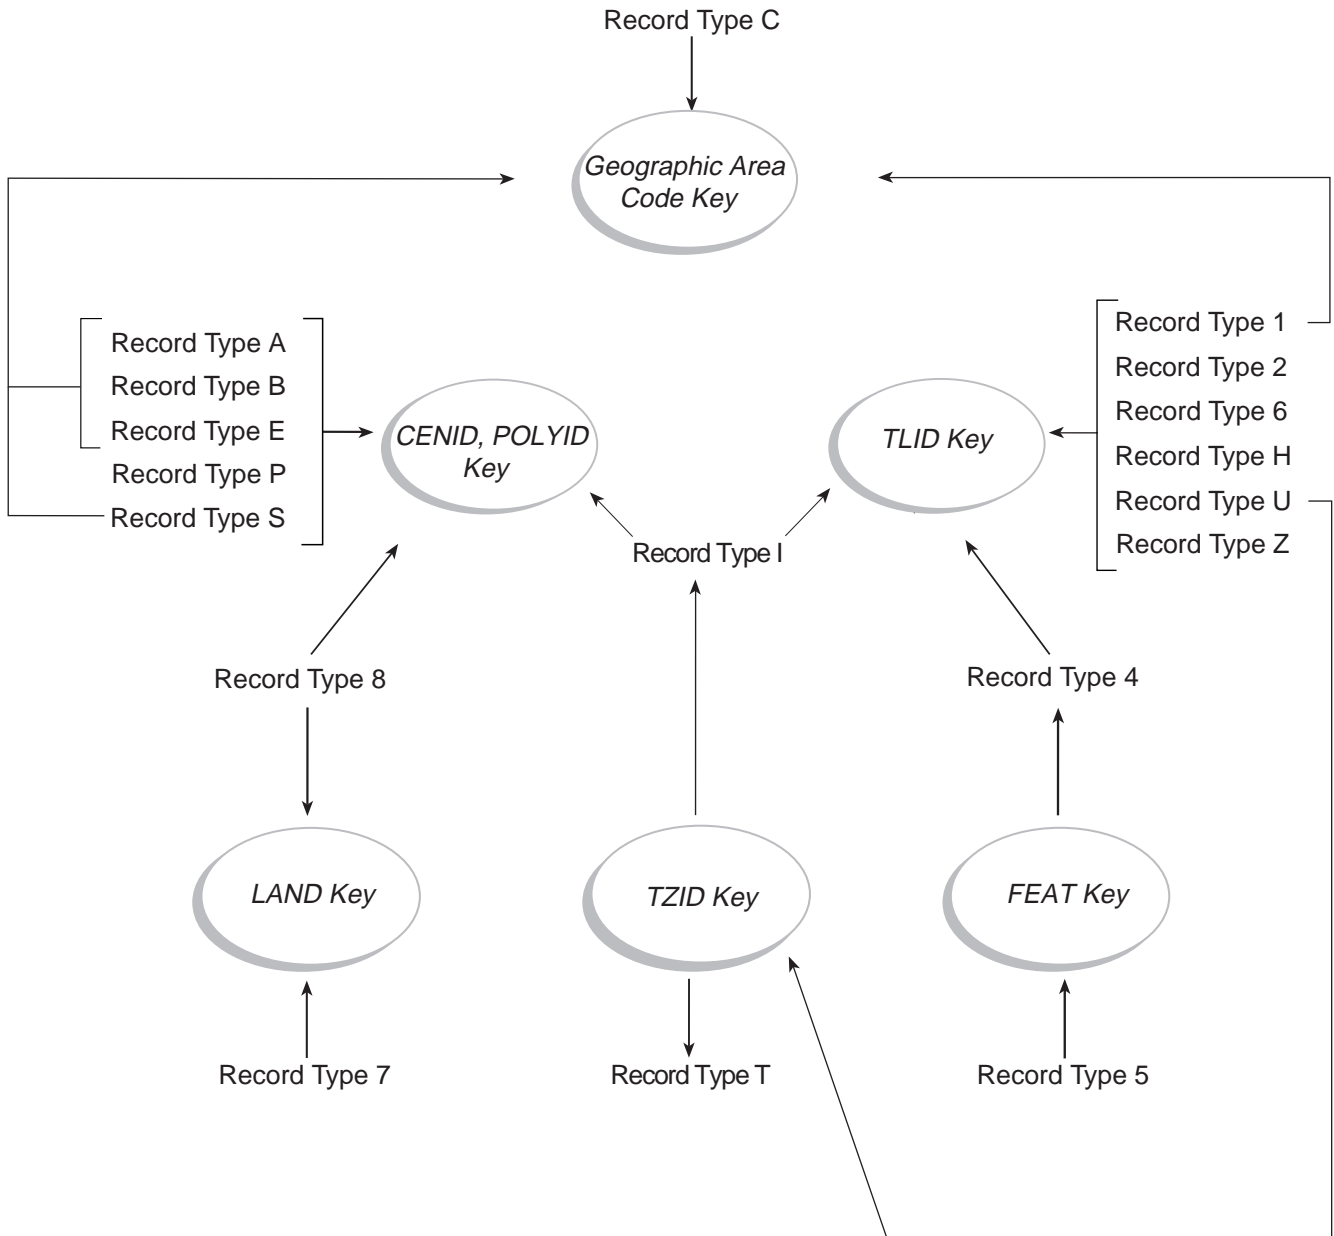 Record Type C
Geographic Area
Code Key
Record Type A
Record Type B
Record Type E
Record Type P
Record Type S
CENID, POLYID
Key
TLID Key
Record Type 1
Record Type 2
Record Type 6
Record Type H
Record Type U
Record Type Z
Record Type I
Record Type 8
Record Type 4
LAND Key
TZID Key
FEAT Key
Record Type 7
Record Type T
Record Type 5